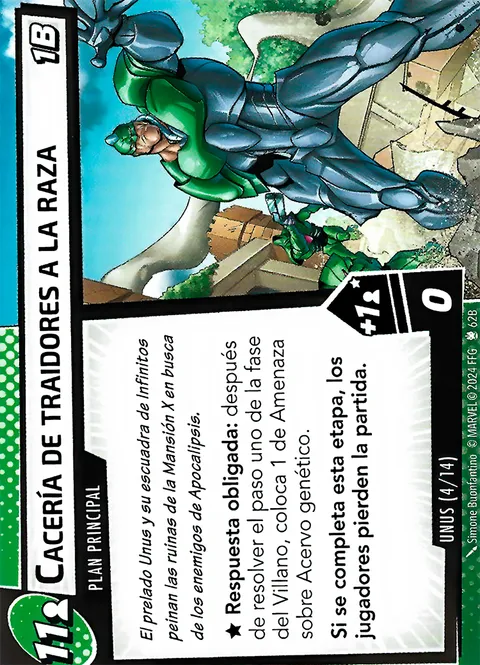 11
CACERÍA DE TRAIDORES A LA RAZA
1B
PLAN PRINCIPAL
El prelado Unus y su escuadra de Infinitos
peinan las ruinas de la Mansión X en busca
de los enemigos de Apocalipsis.
★ Respuesta obligada: después
de resolver el paso uno de la fase
del Villano, coloca 1 de Amenaza
sobre Acervo genético.
Si se completa esta etapa, los
jugadores pierden la partida.
+1
0
UNUS (4/14)
Simone Buonfantino © MARVEL © 2024 FFG 62B